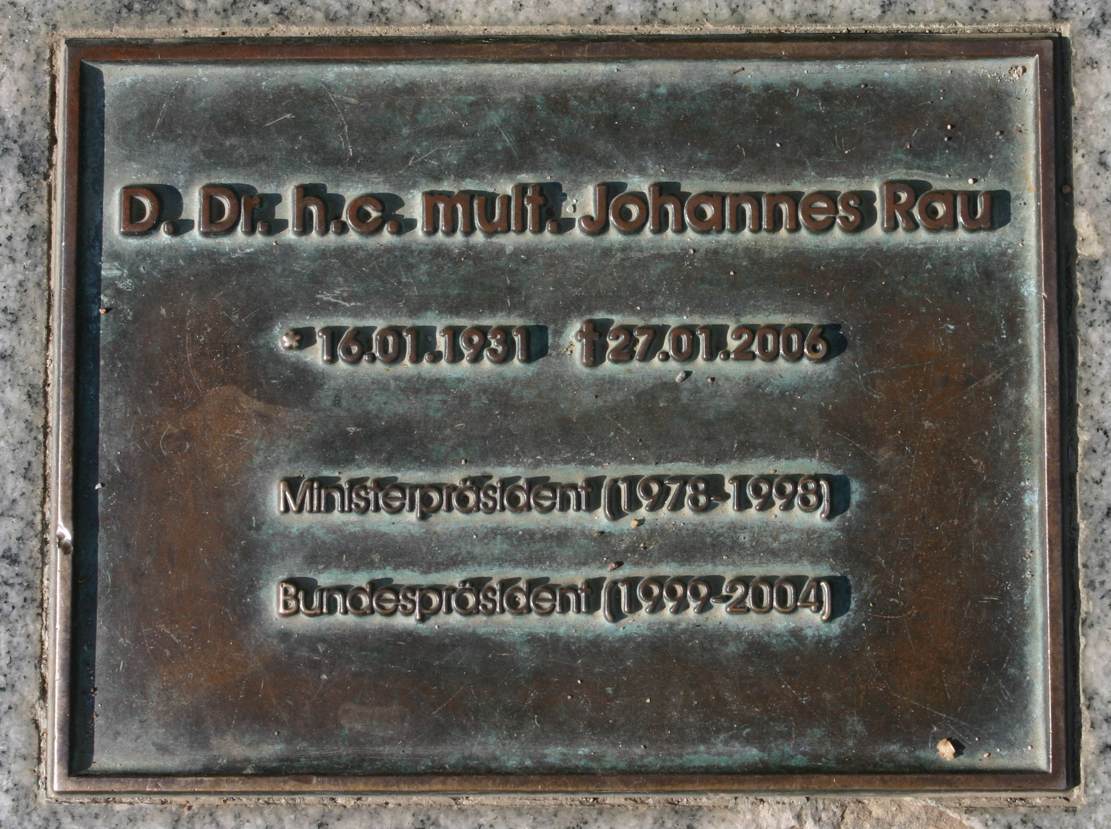 D. Dr. h.c. mult. Johannes Rau
* 16.01.1931 † 27.01.2006
Ministerpräsident (1978-1998)
Bundespräsident (1999-2004)